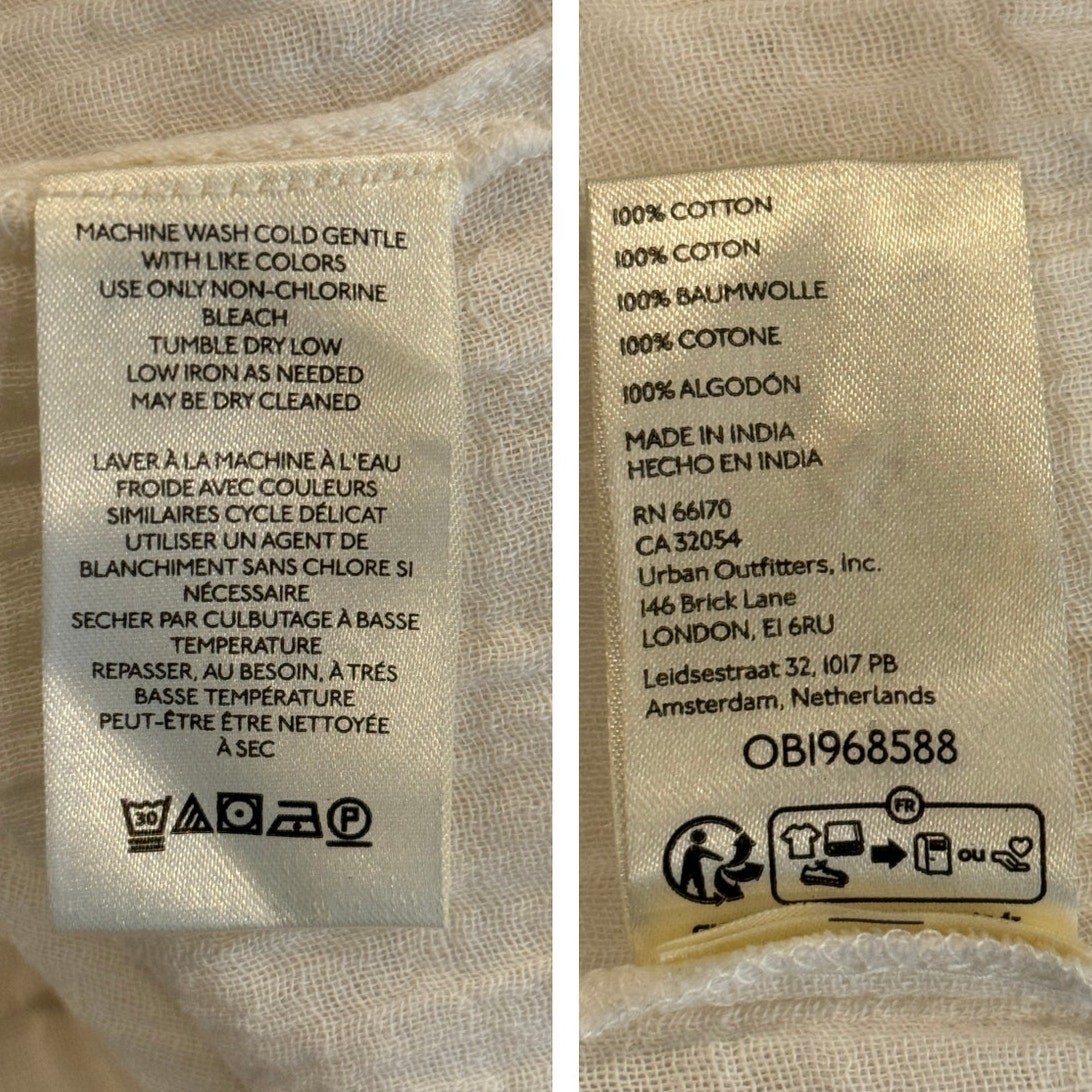 MACHINE WASH COLD GENTLE
WITH LIKE COLORS
USE ONLY NON-CHLORINE
BLEACH
TUMBLE DRY LOW
LOW IRON AS NEEDED
MAY BE DRY CLEANED
LAVER À LA MACHINE À L'EAU
FROIDE AVEC COULEURS
SIMILAIRES CYCLE DÉLICAT
UTILISER UN AGENT DE
BLANCHIMENT SANS CHLORE SI
NÉCESSAIRE
SECHER PAR CULBUTAGE À BASSE
TEMPERATURE
REPASSER, AU BESOIN, À TRÉS
BASSE TEMPÉRATURE
PEUT-ÊTRE ÊTRE NETTOYÉE
À SEC
30
P
100% COTTON
100% COTON
100% BAUMWOLLE
100% COTONE
100% ALGODÓN
MADE IN INDIA
HECHO EN INDIA
RN 66170
CA 32054
Urban Outfitters, Inc.
146 Brick Lane
LONDON, E1 6RU
Leidsestraat 32, 1017 PB
Amsterdam, Netherlands
OB1968588
FR
ou